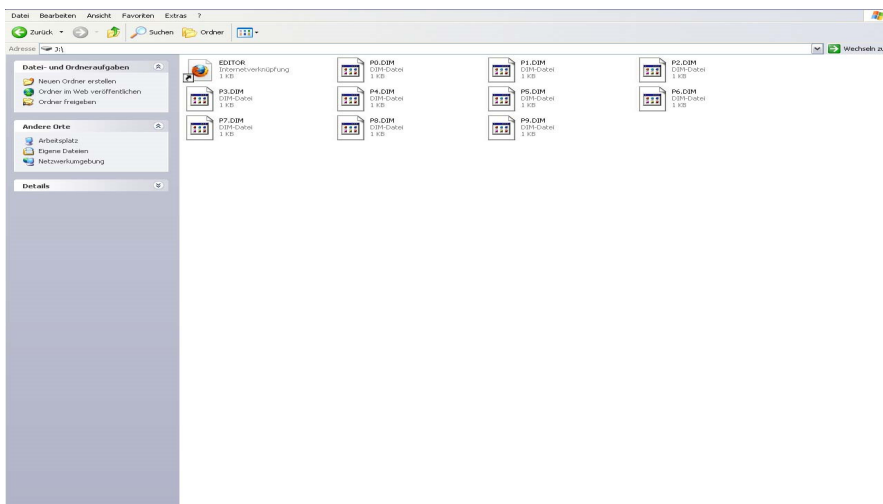 Datei Bearbeiten Ansicht Favoriten Extras ?
Zurück Suchen Ordner
Adresse J:\ Wechseln zu
Datei- und Ordneraufgaben
Neuen Ordner erstellen
Ordner im Web veröffentlichen
Ordner freigeben
Andere Orte
Arbeitsplatz
Eigene Dateien
Netzwerkumgebung
Details
EDITOR
Internetverknüpfung
1 KB
P0.DIM
DIM-Datei
1 KB
P1.DIM
DIM-Datei
1 KB
P2.DIM
DIM-Datei
1 KB
P3.DIM
DIM-Datei
1 KB
P4.DIM
DIM-Datei
1 KB
P5.DIM
DIM-Datei
1 KB
P6.DIM
DIM-Datei
1 KB
P7.DIM
DIM-Datei
1 KB
P8.DIM
DIM-Datei
1 KB
P9.DIM
DIM-Datei
1 KB